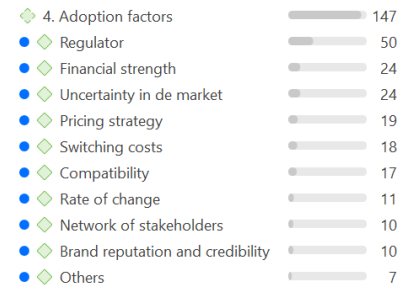 4. Adoption factors 147
Regulator 50
Financial strength 24
Uncertainty in de market 24
Pricing strategy 19
Switching costs 18
Compatibility 17
Rate of change 11
Network of stakeholders 10
Brand reputation and credibility 10
Others 7